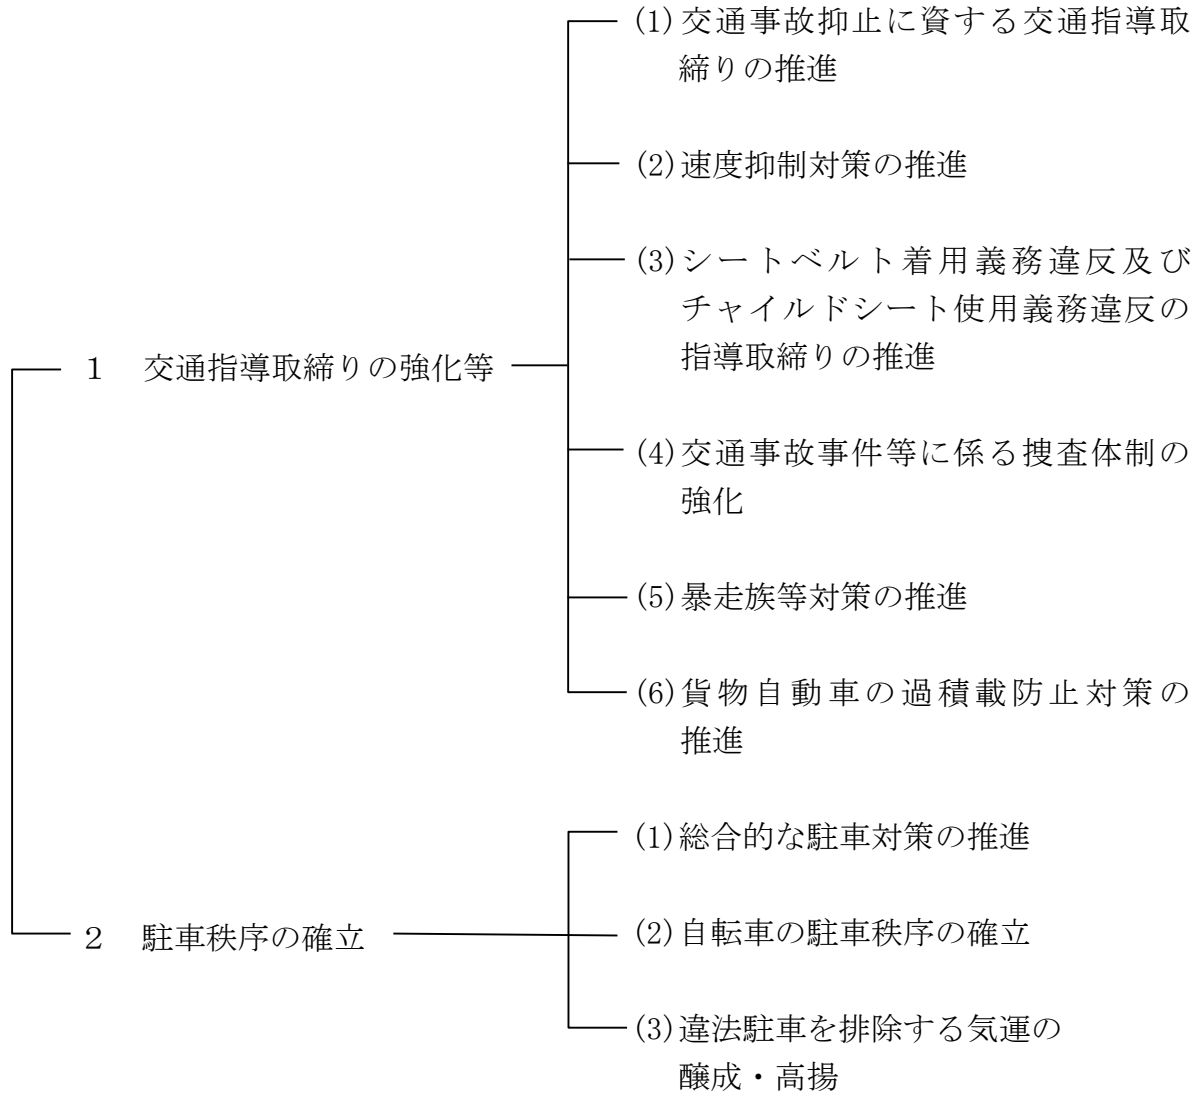 (1)交通事故抑止に資する交通指導取
締りの推進
(2)速度抑制対策の推進
(3)シートベルト着用義務違反及び
チャイルドシート使用義務違反の
指導取締りの推進
1 交通指導取締りの強化等
(4)交通事故事件等に係る捜査体制の
強化
(5)暴走族等対策の推進
(6)貨物自動車の過積載防止対策の
推進
(1)総合的な駐車対策の推進
2 駐車秩序の確立
(2)自転車の駐車秩序の確立
(3)違法駐車を排除する気運の
醸成・高揚